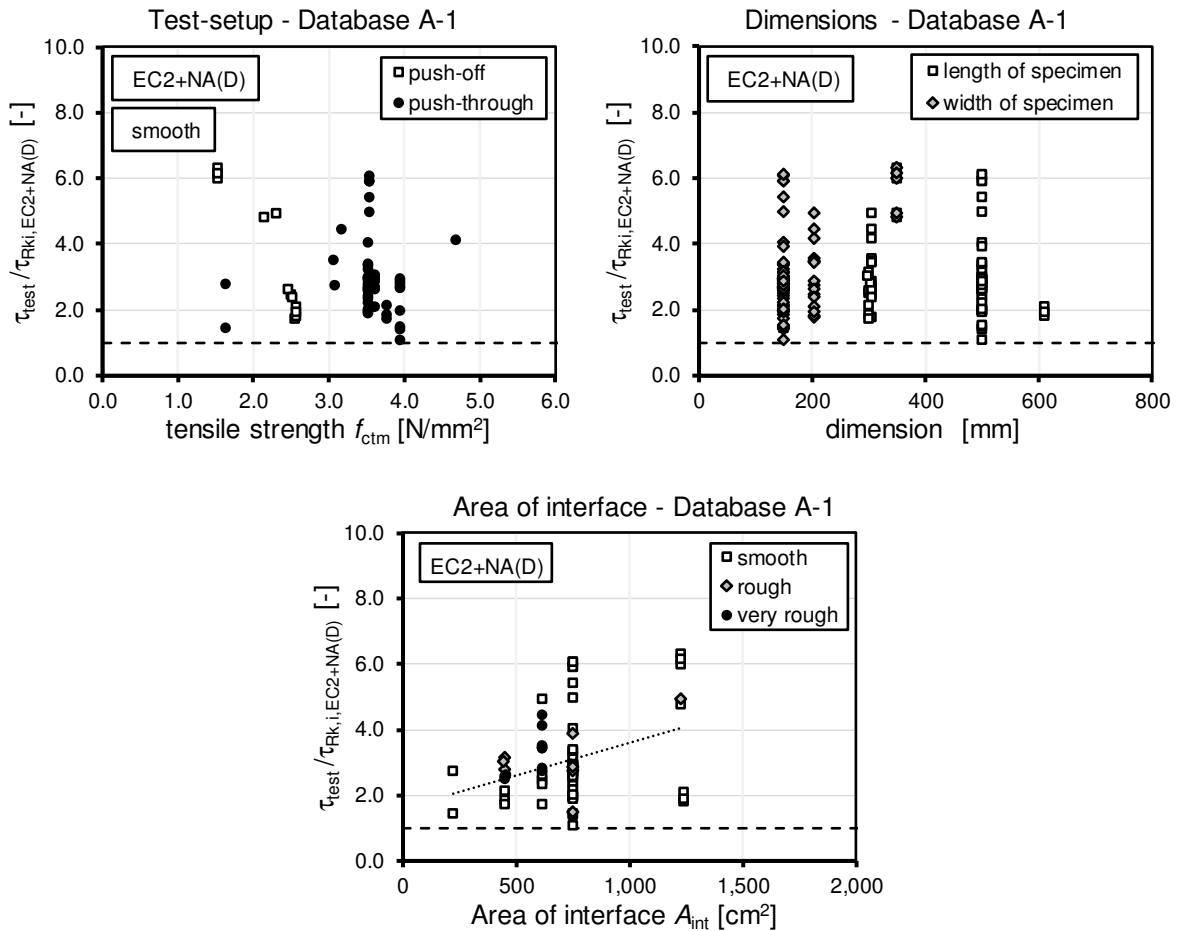 Test-setup - Database A-1
10.0
8.0
6.0
4.0
2.0
0.0
τtest/τRki,EC2+NA(D) [-]
EC2+NA(D)
smooth
push-off
push-through
0.0 1.0 2.0 3.0 4.0 5.0 6.0
tensile strength fctm [N/mm²]
Dimensions - Database A-1
10.0
8.0
6.0
4.0
2.0
0.0
τtest/τRki,EC2+NA(D) [-]
EC2+NA(D)
length of specimen
width of specimen
0 200 400 600 800
dimension [mm]
Area of interface - Database A-1
10.0
8.0
6.0
4.0
2.0
0.0
τtest/τRk,i,EC2+NA(D) [-]
EC2+NA(D)
smooth
rough
very rough
0 500 1,000 1,500 2,000
Area of interface Aint [cm²]